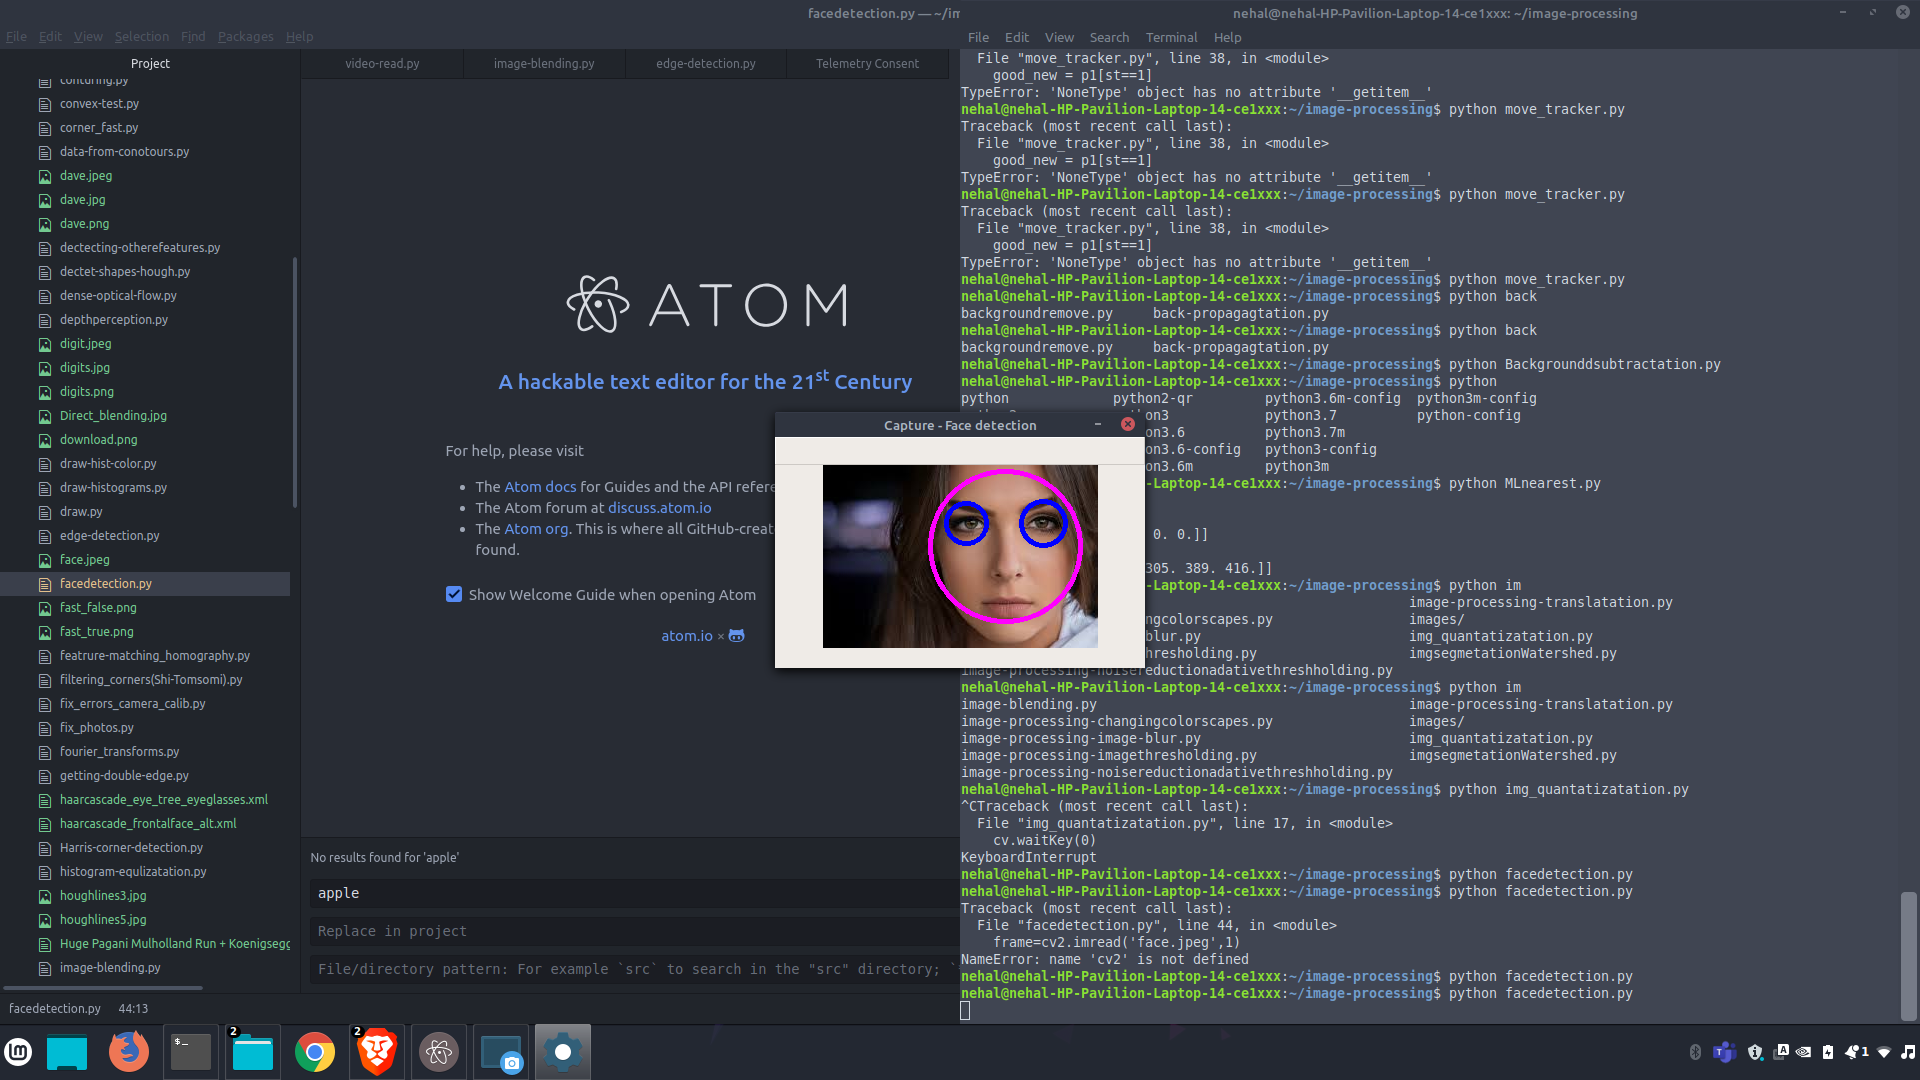 facedetection.py — ~/im
File Edit View Selection Find Packages Help
Project
conturing.py
convex-test.py
corner_fast.py
data-from-conotours.py
dave.jpeg
dave.jpg
dave.png
dectecting-otherefeatures.py
dectet-shapes-hough.py
dense-optical-flow.py
depthperception.py
digit.jpeg
digits.jpg
digits.png
Direct_blending.jpg
download.png
draw-hist-color.py
draw-histograms.py
draw.py
edge-detection.py
face.jpeg
facedetection.py
fast_false.png
fast_true.png
featrure-matching_homography.py
filtering_corners(Shi-Tomsomi).py
fix_errors_camera_calib.py
fix_photos.py
fourier_transforms.py
getting-double-edge.py
haarcascade_eye_tree_eyeglasses.xml
haarcascade_frontalface_alt.xml
Harris-corner-detection.py
histogram-equlizatation.py
houghlines3.jpg
houghlines5.jpg
Huge Pagani Mulholland Run + Koenigsegg
image-blending.py
facedetection.py 44:13
video-read.py image-blending.py edge-detection.py Telemetry Consent
ATOM
A hackable text editor for the 21st Century
For help, please visit
The Atom docs for Guides and the API refere
The Atom forum at discuss.atom.io
The Atom org. This is where all GitHub-creat
found.
Show Welcome Guide when opening Atom
atom.io ×
No results found for 'apple'
apple
Replace in project
File/directory pattern: For example `src` to search in the "src" directory; `
Capture - Face detection
nehal@nehal-HP-Pavilion-Laptop-14-ce1xxx: ~/image-processing
File Edit View Search Terminal Help
File "move_tracker.py", line 38, in <module>
good_new = p1[st==1]
TypeError: 'NoneType' object has no attribute '__getitem__'
nehal@nehal-HP-Pavilion-Laptop-14-ce1xxx:~/image-processing$ python move_tracker.py
Traceback (most recent call last):
File "move_tracker.py", line 38, in <module>
good_new = p1[st==1]
TypeError: 'NoneType' object has no attribute '__getitem__'
nehal@nehal-HP-Pavilion-Laptop-14-ce1xxx:~/image-processing$ python move_tracker.py
Traceback (most recent call last):
File "move_tracker.py", line 38, in <module>
good_new = p1[st==1]
TypeError: 'NoneType' object has no attribute '__getitem__'
nehal@nehal-HP-Pavilion-Laptop-14-ce1xxx:~/image-processing$ python move_tracker.py
nehal@nehal-HP-Pavilion-Laptop-14-ce1xxx:~/image-processing$ python back
backgroundremove.py back-propagagtation.py
nehal@nehal-HP-Pavilion-Laptop-14-ce1xxx:~/image-processing$ python back
backgroundremove.py back-propagagtation.py
nehal@nehal-HP-Pavilion-Laptop-14-ce1xxx:~/image-processing$ python Backgrounddsubtractation.py
nehal@nehal-HP-Pavilion-Laptop-14-ce1xxx:~/image-processing$ python
python python2-qr python3.6m-config python3m-config
n3 python3.7 python-config
on3.6 python3.7m
on3.6-config python3-config
on3.6m python3m
-Laptop-14-ce1xxx:~/image-processing$ python MLnearest.py
0. 0.]]
305. 389. 416.]]
-Laptop-14-ce1xxx:~/image-processing$ python im
image-processing-translatation.py
ngcolorscapes.py images/
blur.py img_quantatizatation.py
hresholding.py imgsegmetationWatershed.py
image-processing-noisereductionadativethreshholding.py
nehal@nehal-HP-Pavilion-Laptop-14-ce1xxx:~/image-processing$ python im
image-blending.py image-processing-translatation.py
image-processing-changingcolorscapes.py images/
image-processing-image-blur.py img_quantatizatation.py
image-processing-imagethresholding.py imgsegmetationWatershed.py
image-processing-noisereductionadativethreshholding.py
nehal@nehal-HP-Pavilion-Laptop-14-ce1xxx:~/image-processing$ python img_quantatizatation.py
^CTraceback (most recent call last):
File "img_quantatizatation.py", line 17, in <module>
cv.waitKey(0)
KeyboardInterrupt
nehal@nehal-HP-Pavilion-Laptop-14-ce1xxx:~/image-processing$ python facedetection.py
nehal@nehal-HP-Pavilion-Laptop-14-ce1xxx:~/image-processing$ python facedetection.py
Traceback (most recent call last):
File "facedetection.py", line 44, in <module>
frame=cv2.imread('face.jpeg',1)
NameError: name 'cv2' is not defined
nehal@nehal-HP-Pavilion-Laptop-14-ce1xxx:~/image-processing$ python facedetection.py
nehal@nehal-HP-Pavilion-Laptop-14-ce1xxx:~/image-processing$ python facedetection.py
$_ 2 2 A 1